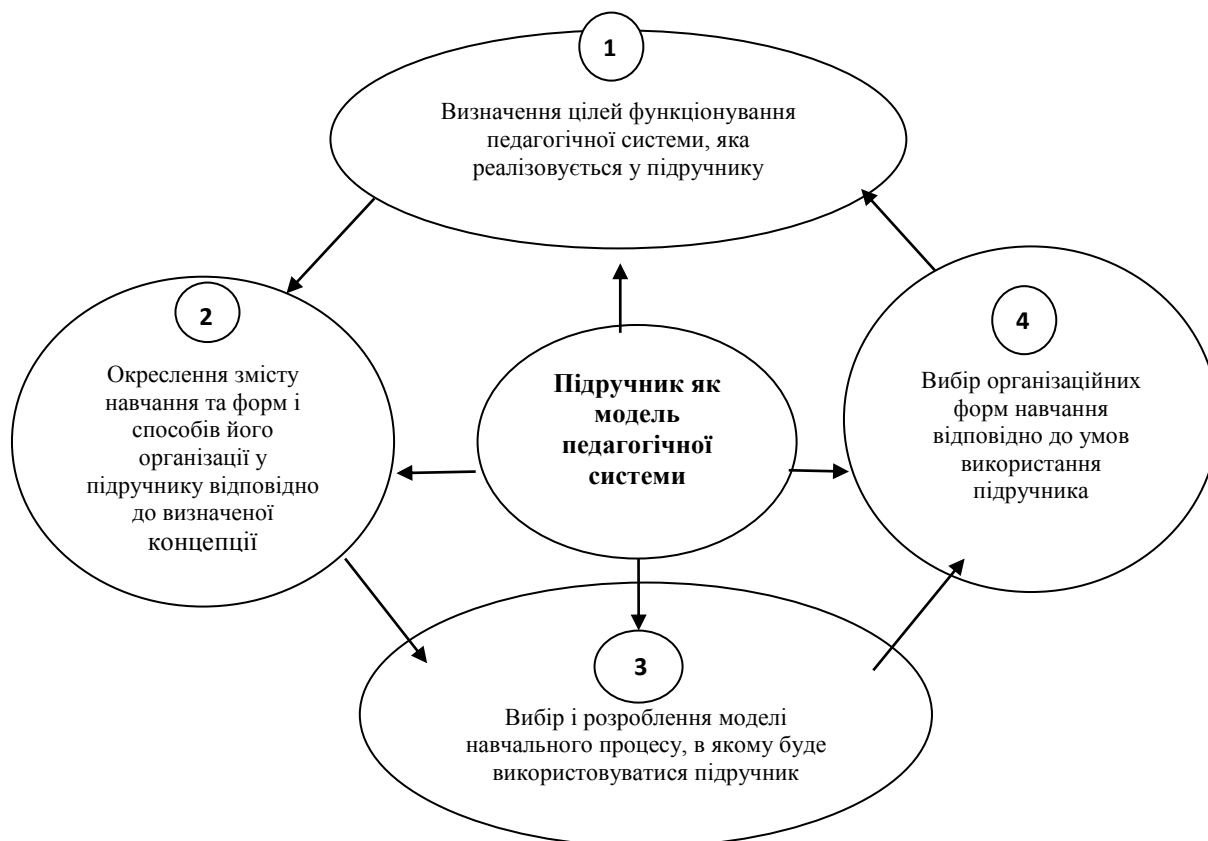 1
Визначення цілей функціонування
педагогічної системи, яка
реалізовується у підручнику
2
Окреслення змісту
навчання та форм і
способів його
організації у
підручнику відповідно
до визначеної
концепції
Підручник як
модель
педагогічної
системи
4
Вибір організаційних
форм навчання
відповідно до умов
використання
підручника
3
Вибір і розроблення моделі
навчального процесу, в якому буде
використовуватися підручник